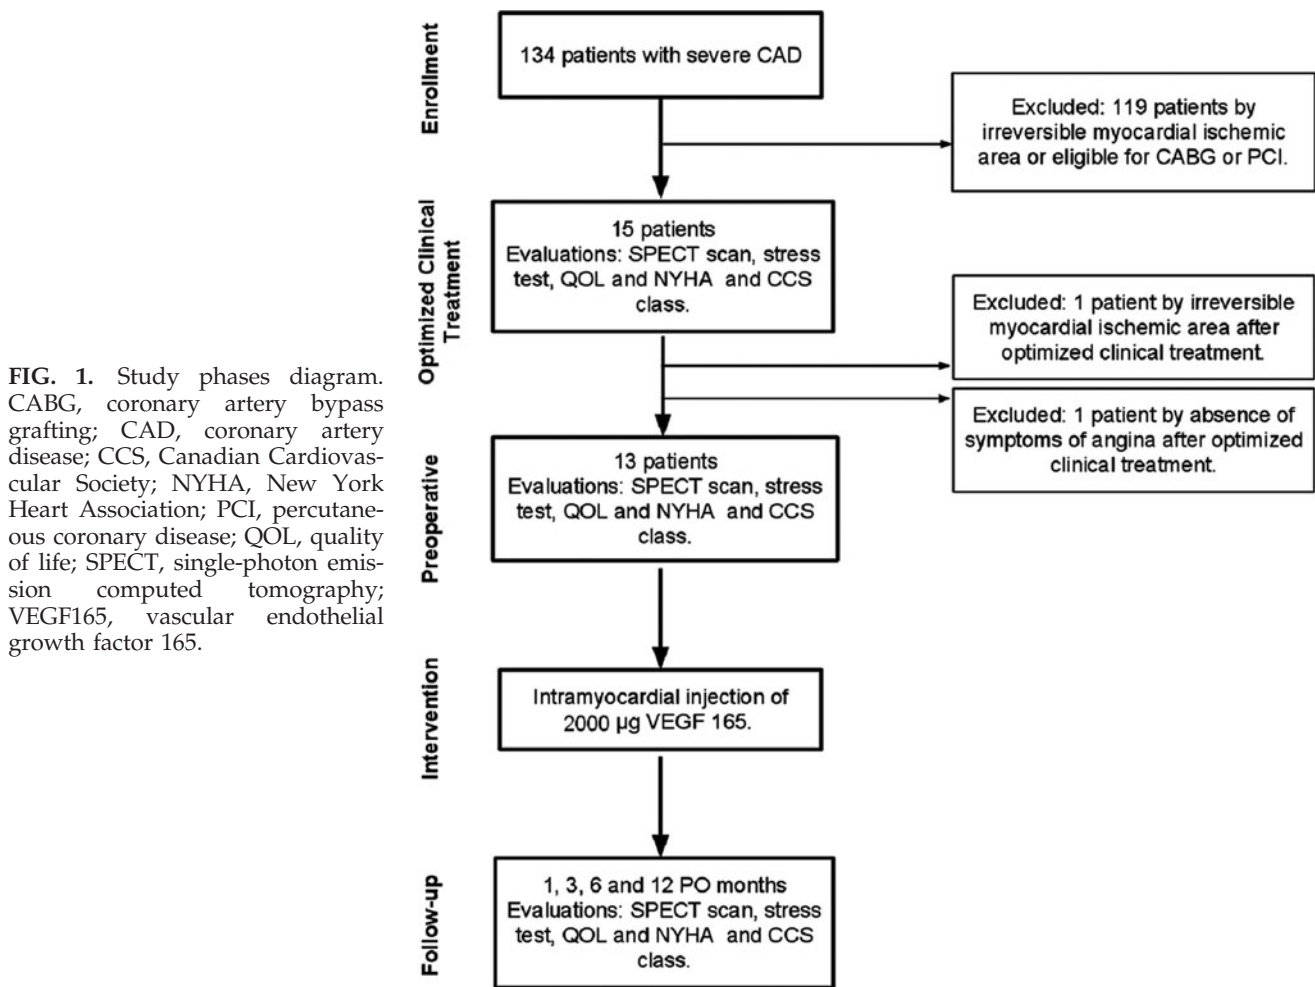 Enrollment
134 patients with severe CAD
Excluded: 119 patients by
irreversible myocardial ischemic
area or eligible for CABG or PCI.
Optimized Clinical
Treatment
15 patients
Evaluations: SPECT scan, stress
test, QOL and NYHA and CCS
class.
Excluded: 1 patient by irreversible
myocardial ischemic area after
optimized clinical treatment.
Excluded: 1 patient by absence of
symptoms of angina after optimized
clinical treatment.
FIG. 1. Study phases diagram.
CABG, coronary artery bypass
grafting; CAD, coronary artery
disease; CCS, Canadian Cardiovas-
cular Society; NYHA, New York
Heart Association; PCI, percutane-
ous coronary disease; QOL, quality
of life; SPECT, single-photon emis-
sion computed tomography;
VEGF165, vascular endothelial
growth factor 165.
Preoperative
13 patients
Evaluations: SPECT scan, stress
test, QOL and NYHA and CCS
class.
Intervention
Intramyocardial injection of
2000 µg VEGF 165.
Follow-up
1, 3, 6 and 12 PO months
Evaluations: SPECT scan, stress
test, QOL and NYHA and CCS
class.